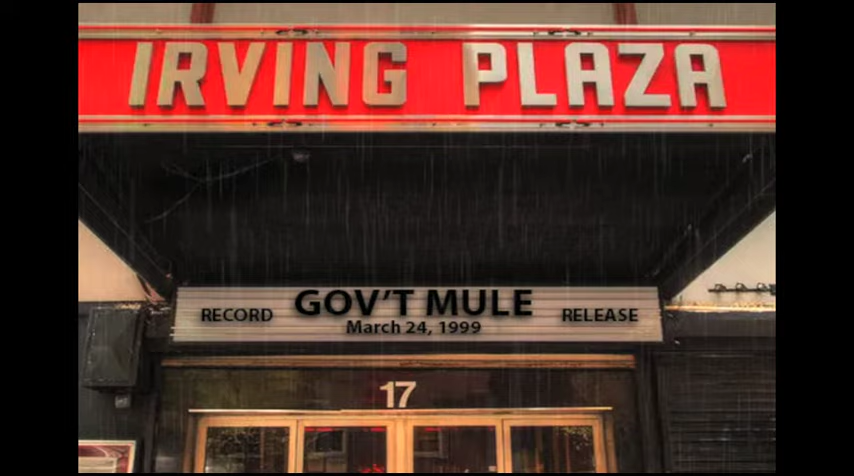 IRVING PLAZA
RECORD GOV'T MULE RELEASE
March 24, 1999
17